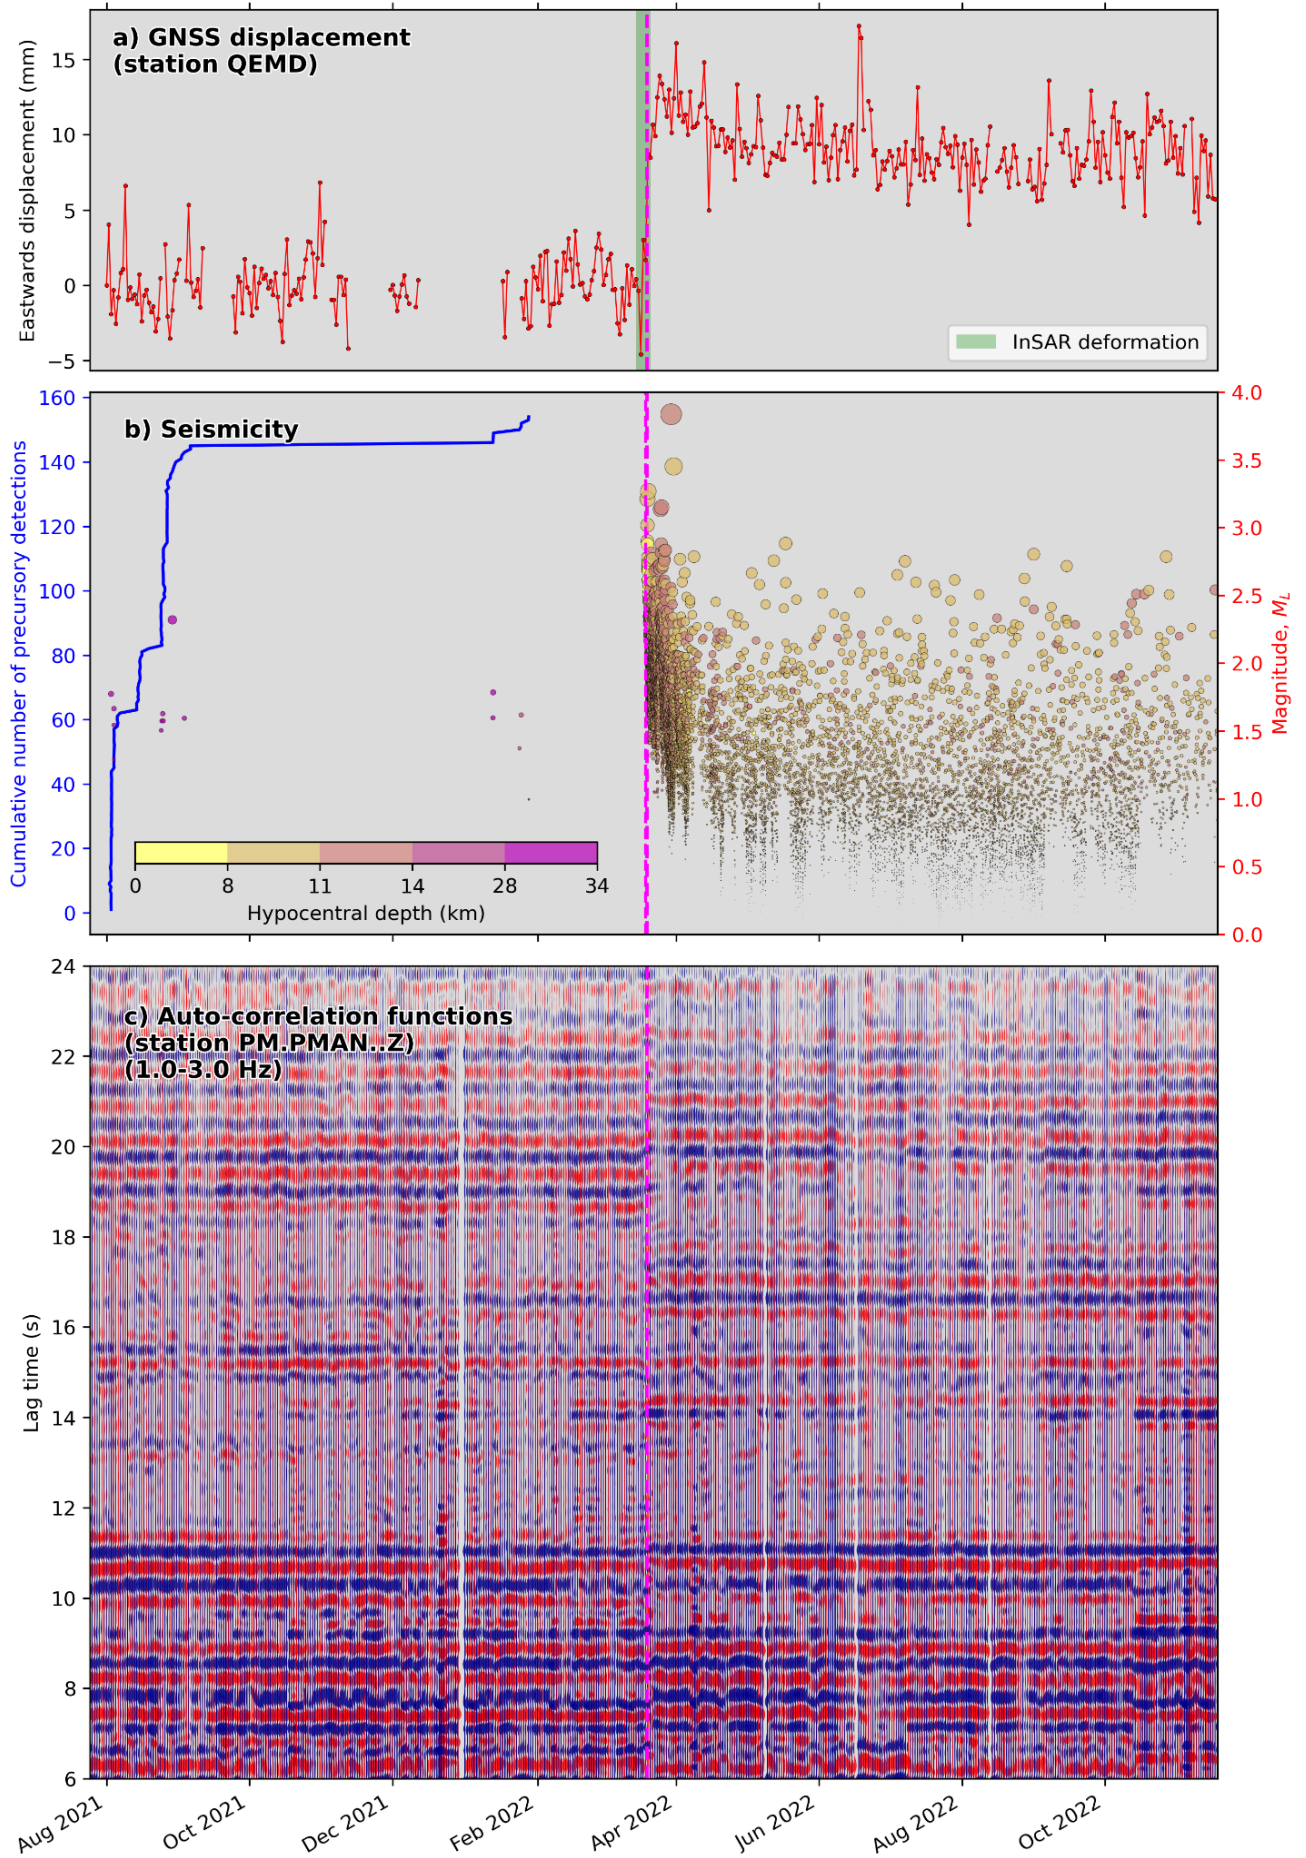 a) GNSS displacement
(station QEMD)
Eastwards displacement (mm)
15
10
5
0
−5
InSAR deformation
b) Seismicity
Cumulative number of precursory detections
160
140
120
100
80
60
40
20
0
Magnitude, M_L
4.0
3.5
3.0
2.5
2.0
1.5
1.0
0.5
0.0
0 8 11 14 28 34
Hypocentral depth (km)
c) Auto-correlation functions
(station PM.PMAN..Z)
(1.0-3.0 Hz)
Lag time (s)
24
22
20
18
16
14
12
10
8
6
Aug 2021 Oct 2021 Dec 2021 Feb 2022 Apr 2022 Jun 2022 Aug 2022 Oct 2022